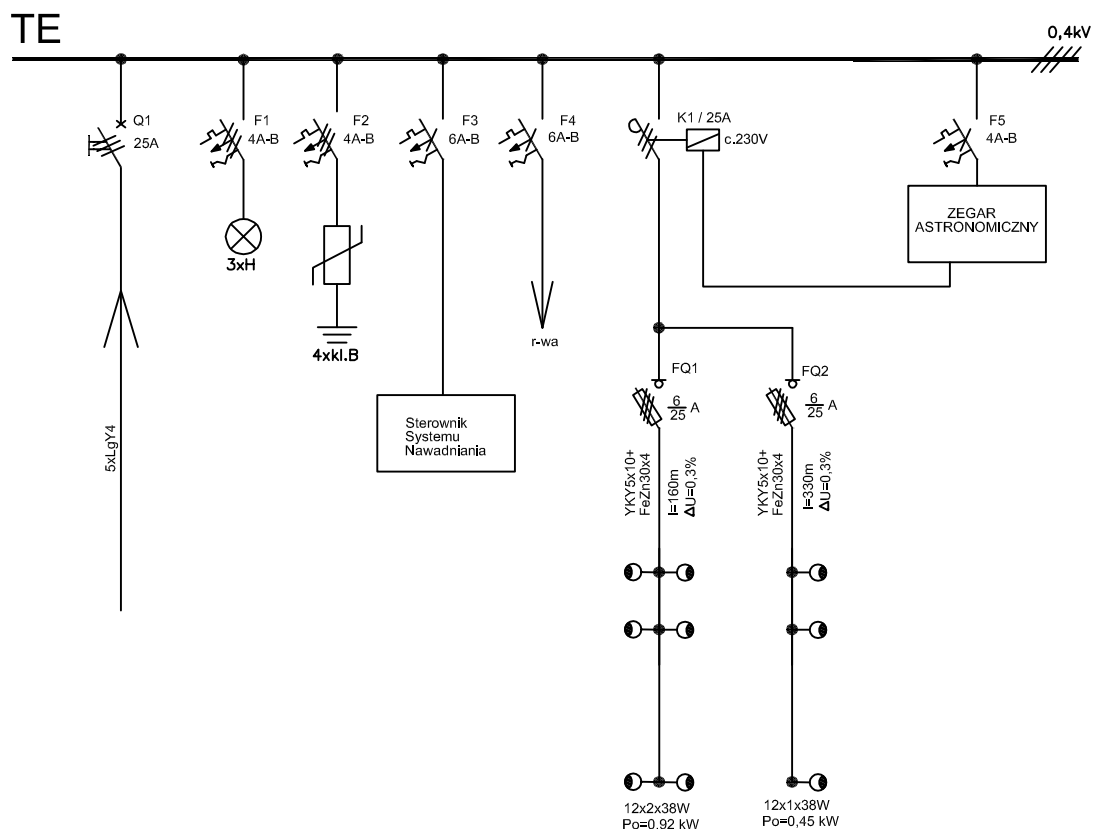 TE
0,4kV
Q1
25A
F1
4A-B
F2
4A-B
F3
6A-B
F4
6A-B
K1 / 25A
c.230V
F5
4A-B
ZEGAR
ASTRONOMICZNY
3xH
4xkl.B
r-wa
5xLgY4
Sterownik
Systemu
Nawadniania
FQ1
6
25 A
FQ2
6
25 A
YKY5x10+
FeZn30x4
l=160m
ΔU=0,3%
YKY5x10+
FeZn30x4
l=330m
ΔU=0,3%
12x2x38W
Po=0,92 kW
12x1x38W
Po=0,45 kW